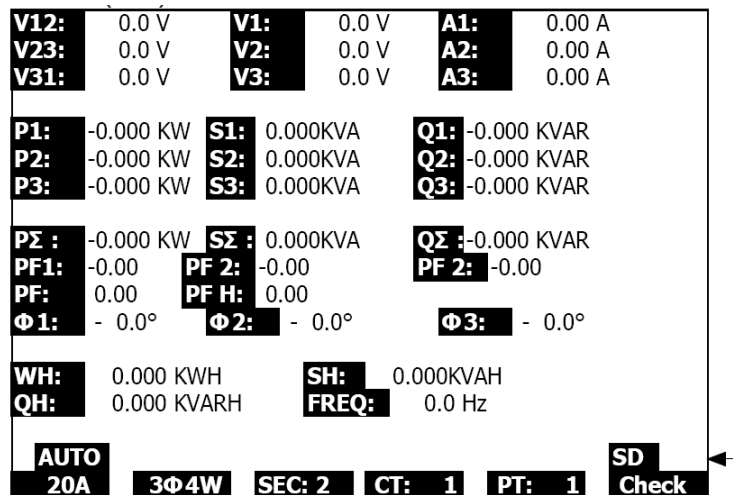 V12: 0.0 V V1: 0.0 V A1: 0.00 A
V23: 0.0 V V2: 0.0 V A2: 0.00 A
V31: 0.0 V V3: 0.0 V A3: 0.00 A
P1: -0.000 KW S1: 0.000KVA Q1: -0.000 KVAR
P2: -0.000 KW S2: 0.000KVA Q2: -0.000 KVAR
P3: -0.000 KW S3: 0.000KVA Q3: -0.000 KVAR
PΣ : -0.000 KW SΣ : 0.000KVA QΣ :-0.000 KVAR
PF1: -0.00 PF 2: -0.00 PF 2: -0.00
PF: 0.00 PF H: 0.00
Φ1: - 0.0° Φ2: - 0.0° Φ3: - 0.0°
WH: 0.000 KWH SH: 0.000KVAH
QH: 0.000 KVARH FREQ: 0.0 Hz
AUTO SD
20A 3Φ4W SEC: 2 CT: 1 PT: 1 Check